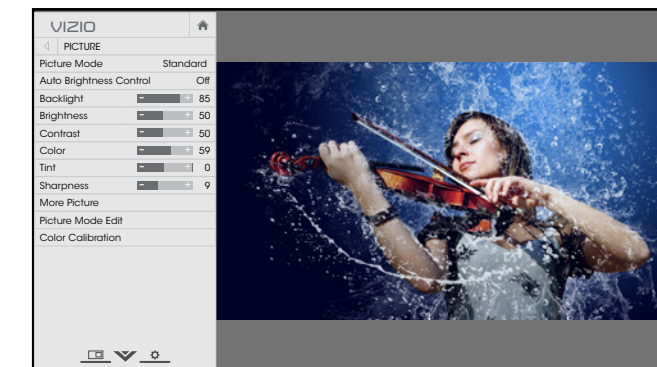 VIZIO
PICTURE
Picture Mode Standard
Auto Brightness Control Off
Backlight 85
Brightness 50
Contrast 50
Color 59
Tint 0
Sharpness 9
More Picture
Picture Mode Edit
Color Calibration